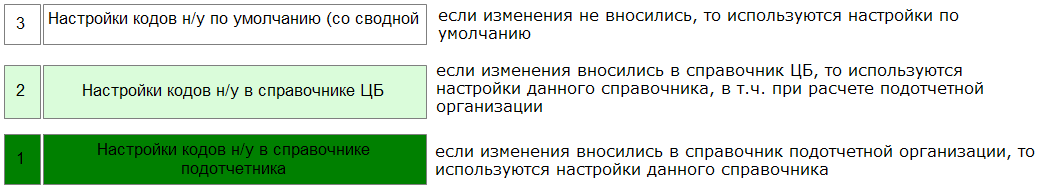 3
Настройки кодов н/у по умолчанию (со сводной
если изменения не вносились, то используются настройки по
умолчанию
2
Настройки кодов н/у в справочнике ЦБ
если изменения вносились в справочник ЦБ, то используются
настройки данного справочника, в т.ч. при расчете подотчетной
организации
1
Настройки кодов н/у в справочнике
подотчетника
если изменения вносились в справочник подотчетной организации, то
используются настройки данного справочника